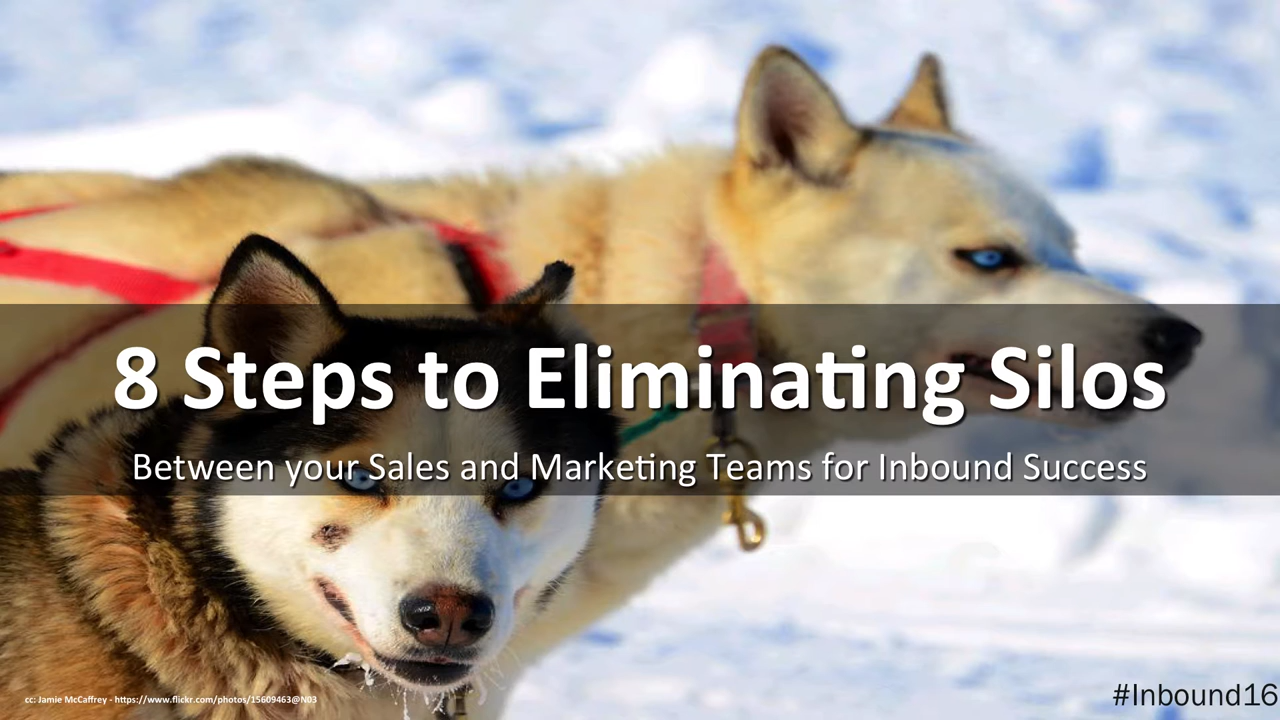 8 Steps to Eliminating Silos
Between your Sales and Marketing Teams for Inbound Success
cc: Jamie McCaffrey - https://www.flickr.com/photos/15609463@N03
#Inbound16